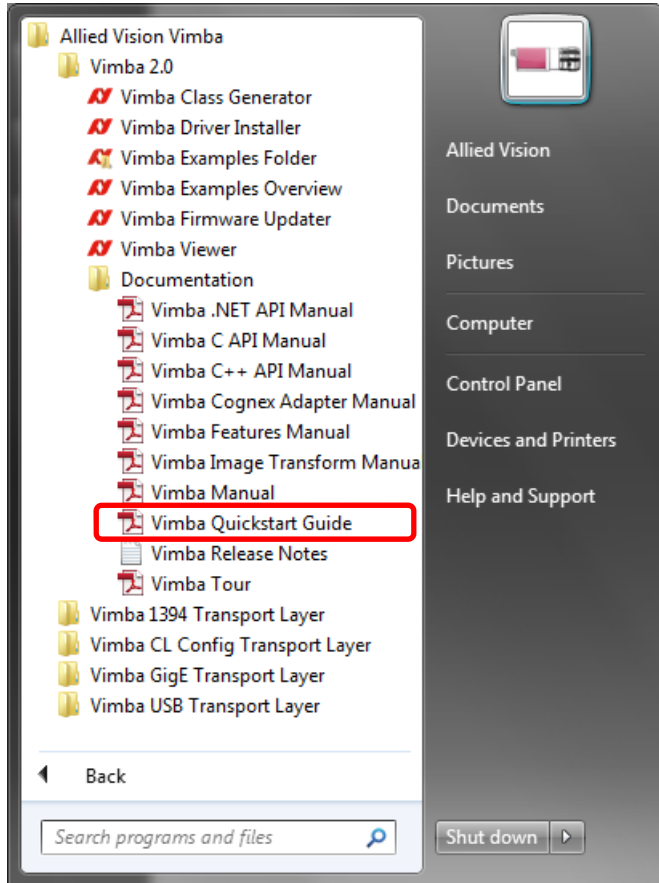 Allied Vision Vimba
Vimba 2.0
Vimba Class Generator
Vimba Driver Installer
Vimba Examples Folder
Vimba Examples Overview
Vimba Firmware Updater
Vimba Viewer
Documentation
Vimba .NET API Manual
Vimba C API Manual
Vimba C++ API Manual
Vimba Cognex Adapter Manual
Vimba Features Manual
Vimba Image Transform Manua
Vimba Manual
Vimba Quickstart Guide
Vimba Release Notes
Vimba Tour
Vimba 1394 Transport Layer
Vimba CL Config Transport Layer
Vimba GigE Transport Layer
Vimba USB Transport Layer
Back
Search programs and files
Allied Vision
Documents
Pictures
Computer
Control Panel
Devices and Printers
Help and Support
Shut down